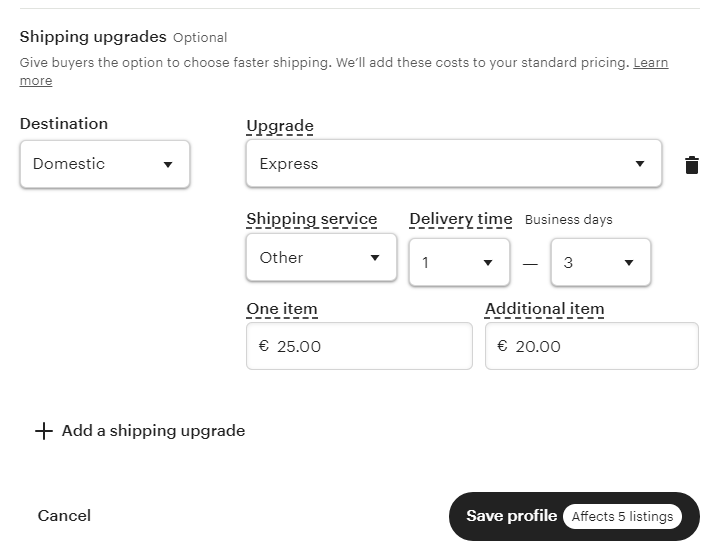 Shipping upgrades Optional
Give buyers the option to choose faster shipping. We'll add these costs to your standard pricing. Learn
more
Destination
Upgrade
Domestic
Express
Shipping service
Delivery time Business days
Other
1 — 3
One item
Additional item
€ 25.00
€ 20.00
Add a shipping upgrade
Cancel
Save profile Affects 5 listings